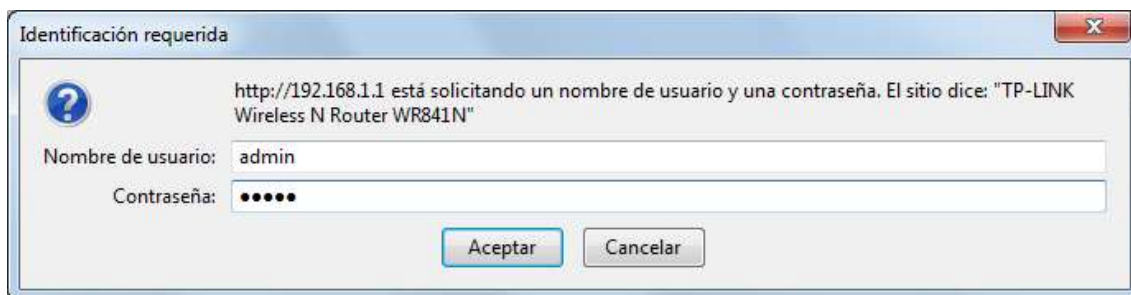 Identificación requerida
http://192.168.1.1 está solicitando un nombre de usuario y una contraseña. El sitio dice: "TP-LINK
Wireless N Router WR841N"
Nombre de usuario: admin
Contraseña: •••••
Aceptar Cancelar